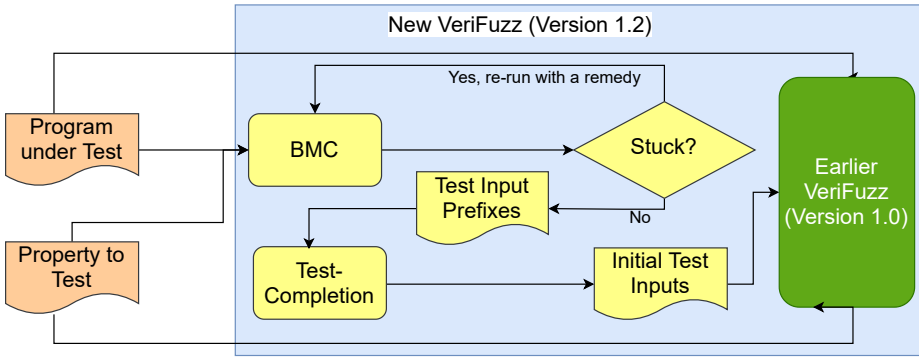 New VeriFuzz (Version 1.2)
Yes, re-run with a remedy
Program
under Test
BMC
Stuck?
Earlier
VeriFuzz
(Version 1.0)
Test Input
Prefixes
No
Property to
Test
Test-
Completion
Initial Test
Inputs